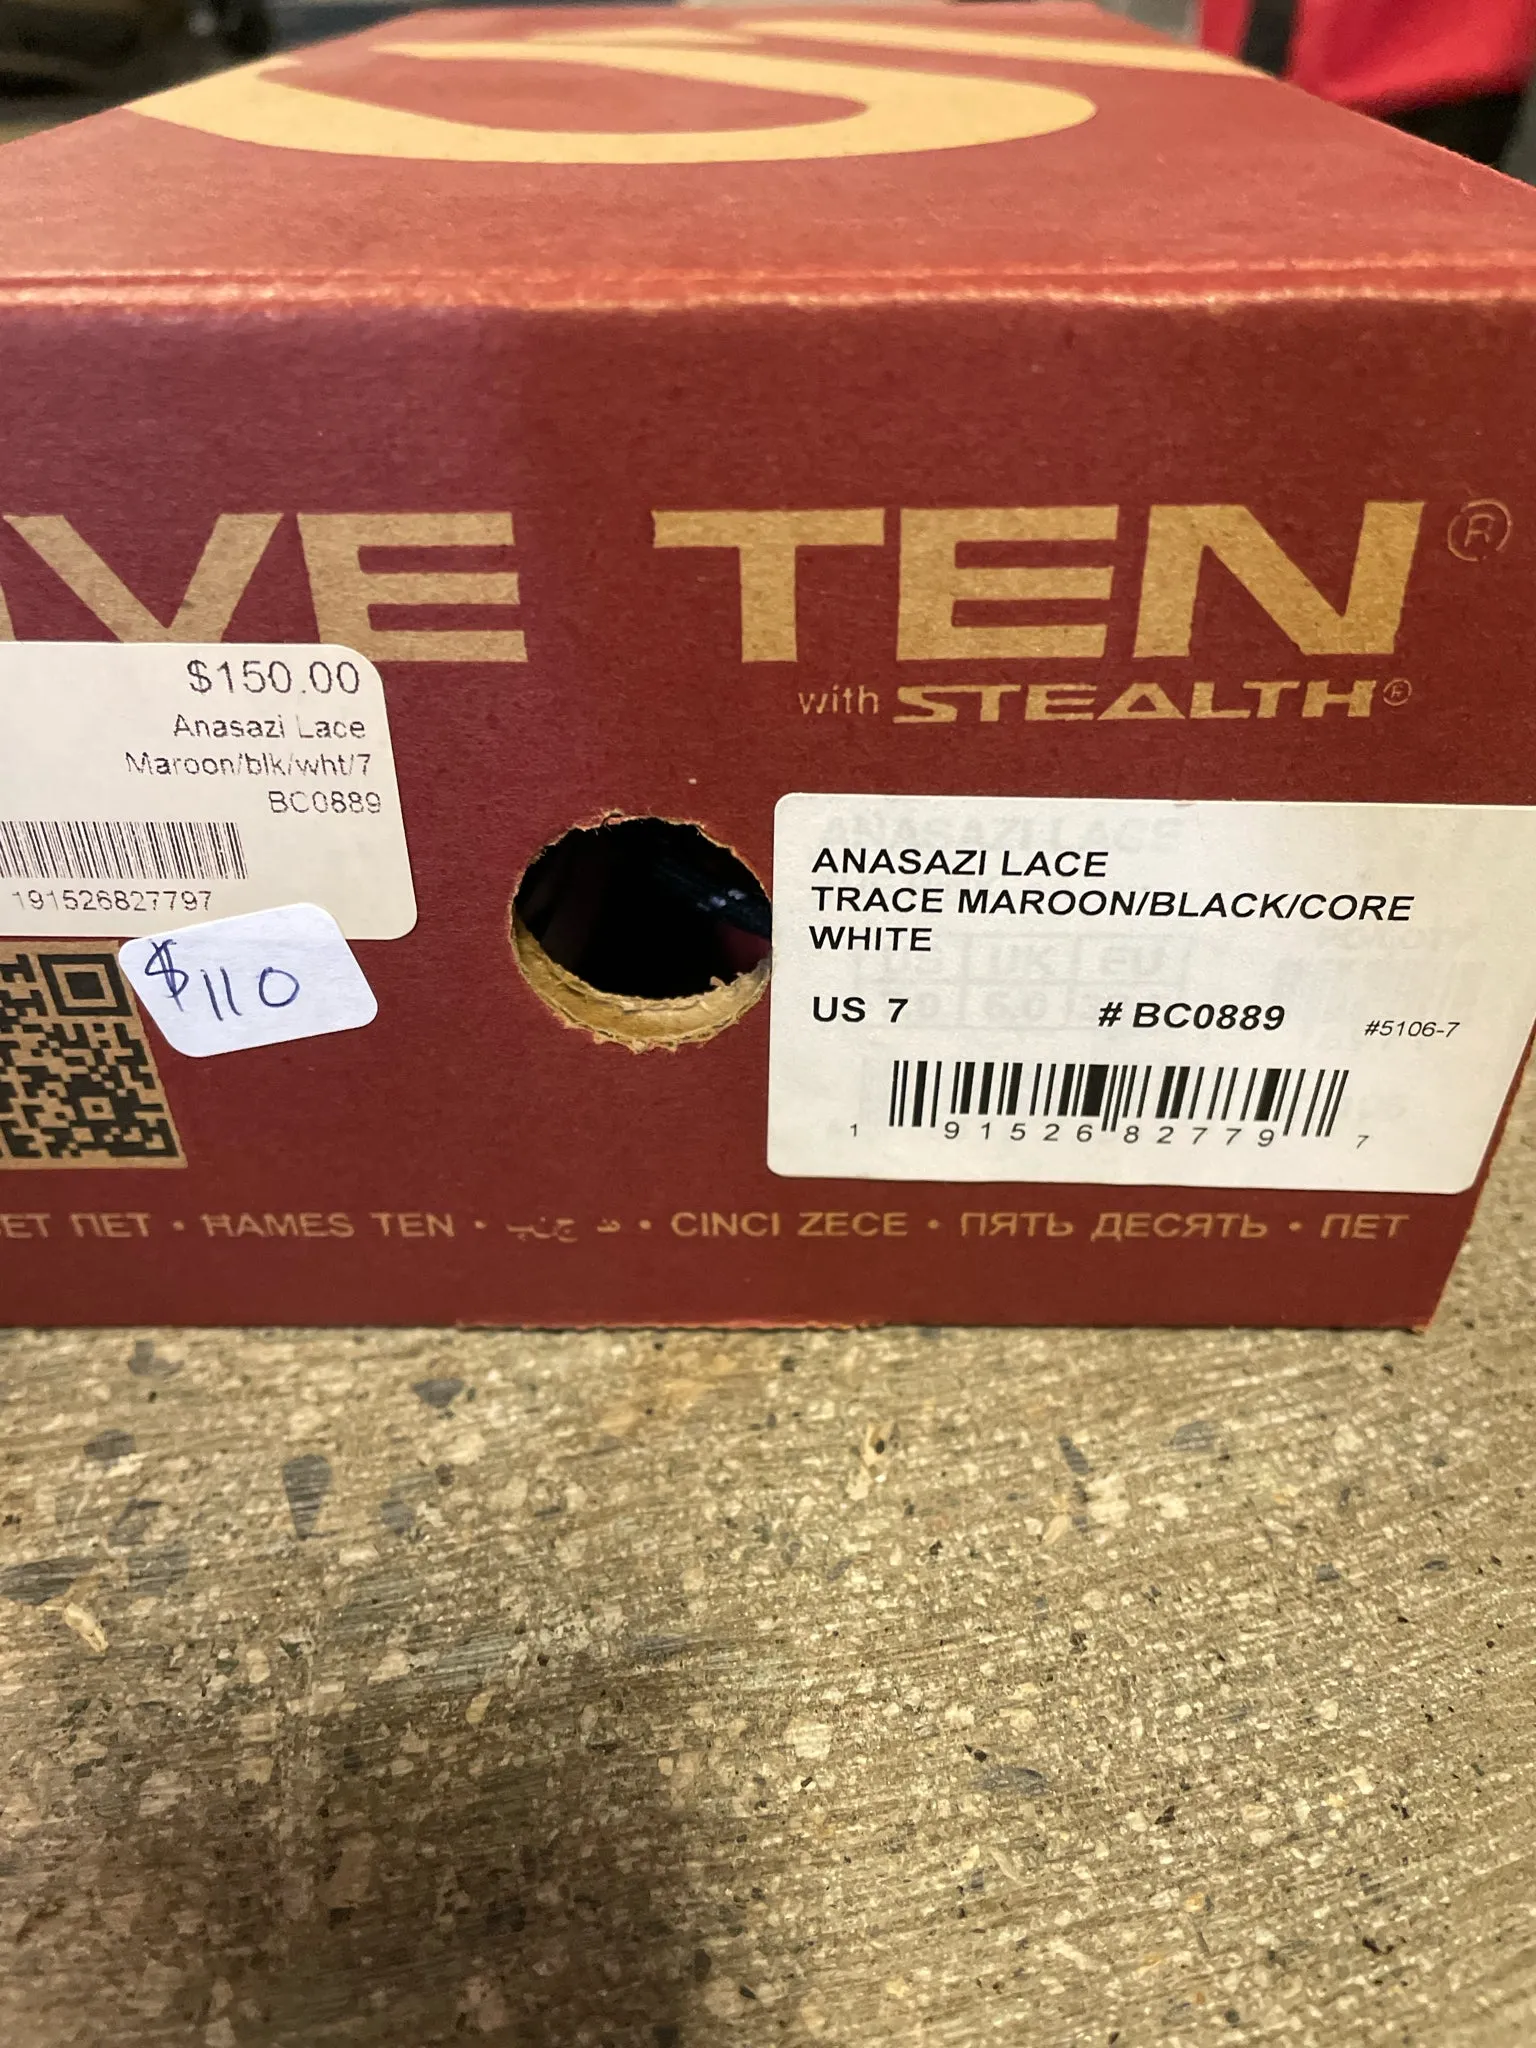 VE TEN®
with STEALTH®
$150.00
Anasazi Lace
Maroon/blk/wht/7
BC0889
191526827797
$110
ANASAZI LACE
TRACE MAROON/BLACK/CORE
WHITE
US 7 # BC0889 #5106-7
1 91526 82779 7
ПЕТ • HAMES TEN • • CINCI ZECE • ПЯТЬ ДЕСЯТЬ • ПЕТ